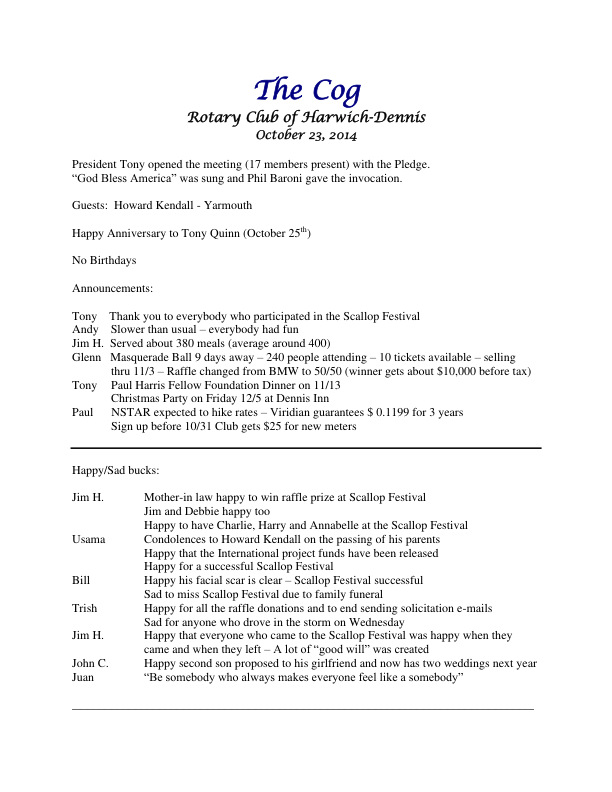 The Cog
Rotary Club of Harwich-Dennis
October 23, 2014
President Tony opened the meeting (17 members present) with the Pledge.
“God Bless America” was sung and Phil Baroni gave the invocation.
Guests:  Howard Kendall - Yarmouth
Happy Anniversary to Tony Quinn (October 25th)
No Birthdays
Announcements:
Tony Thank you to everybody who participated in the Scallop Festival
Andy Slower than usual – everybody had fun
Jim H. Served about 380 meals (average around 400)
Glenn Masquerade Ball 9 days away – 240 people attending – 10 tickets available – selling
thru 11/3 – Raffle changed from BMW to 50/50 (winner gets about $10,000 before tax)
Tony Paul Harris Fellow Foundation Dinner on 11/13
Christmas Party on Friday 12/5 at Dennis Inn
Paul NSTAR expected to hike rates – Viridian guarantees $ 0.1199 for 3 years
Sign up before 10/31 Club gets $25 for new meters
Happy/Sad bucks:
Jim H. Mother-in law happy to win raffle prize at Scallop Festival
Jim and Debbie happy too
Happy to have Charlie, Harry and Annabelle at the Scallop Festival
Usama Condolences to Howard Kendall on the passing of his parents
Happy that the International project funds have been released
Happy for a successful Scallop Festival
Bill Happy his facial scar is clear – Scallop Festival successful
Sad to miss Scallop Festival due to family funeral
Trish Happy for all the raffle donations and to end sending solicitation e-mails
Sad for anyone who drove in the storm on Wednesday
Jim H. Happy that everyone who came to the Scallop Festival was happy when they
came and when they left – A lot of “good will” was created
John C. Happy second son proposed to his girlfriend and now has two weddings next year
Juan “Be somebody who always makes everyone feel like a somebody”